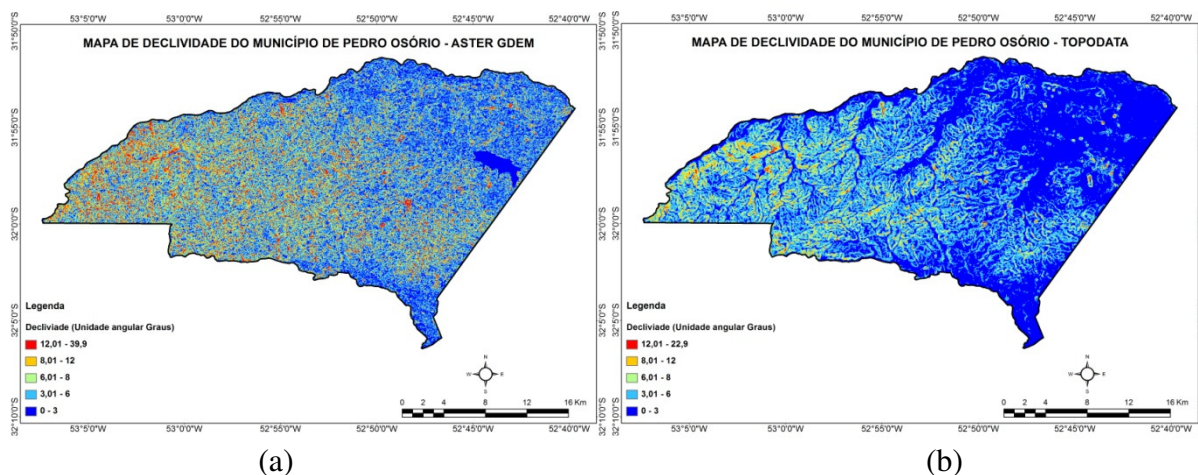 53°5'0"W 53°0'0"W 52°55'0"W 52°50'0"W 52°45'0"W 52°40'0"W
31°50'0"S
31°55'0"S
32°0'0"S
32°5'0"S
32°10'0"S
MAPA DE DECLIVIDADE DO MUNICÍPIO DE PEDRO OSÓRIO - ASTER GDEM
Legenda
Decliviade (Unidade angular Graus)
12,01 - 39,9
8,01 - 12
6,01 - 8
3,01 - 6
0 - 3
N
W E
S
0 2 4 8 12 16 Km
53°5'0"W 53°0'0"W 52°55'0"W 52°50'0"W 52°45'0"W 52°40'0"W
(a)
53°5'0"W 53°0'0"W 52°55'0"W 52°50'0"W 52°45'0"W 52°40'0"W
31°50'0"S
31°55'0"S
32°0'0"S
32°5'0"S
32°10'0"S
MAPA DE DECLIVIDADE DO MUNICÍPIO DE PEDRO OSÓRIO - TOPODATA
Legenda
Decliviade (Unidade angular Graus)
12,01 - 22,9
8,01 - 12
6,01 - 8
3,01 - 6
0 - 3
N
W E
S
0 2 4 8 12 16 Km
53°5'0"W 53°0'0"W 52°55'0"W 52°50'0"W 52°45'0"W 52°40'0"W
(b)